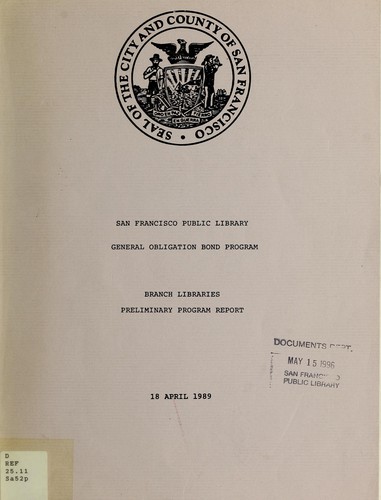 SEAL OF THE CITY AND COUNTY OF SAN FRANCISCO
SAN FRANCISCO PUBLIC LIBRARY
GENERAL OBLIGATION BOND PROGRAM
BRANCH LIBRARIES
PRELIMINARY PROGRAM REPORT
DOCUMENTS DEPT.
MAY 15 1996
SAN FRANCISCO
PUBLIC LIBRARY
18 APRIL 1989
D
REF
25.11
Sa52p